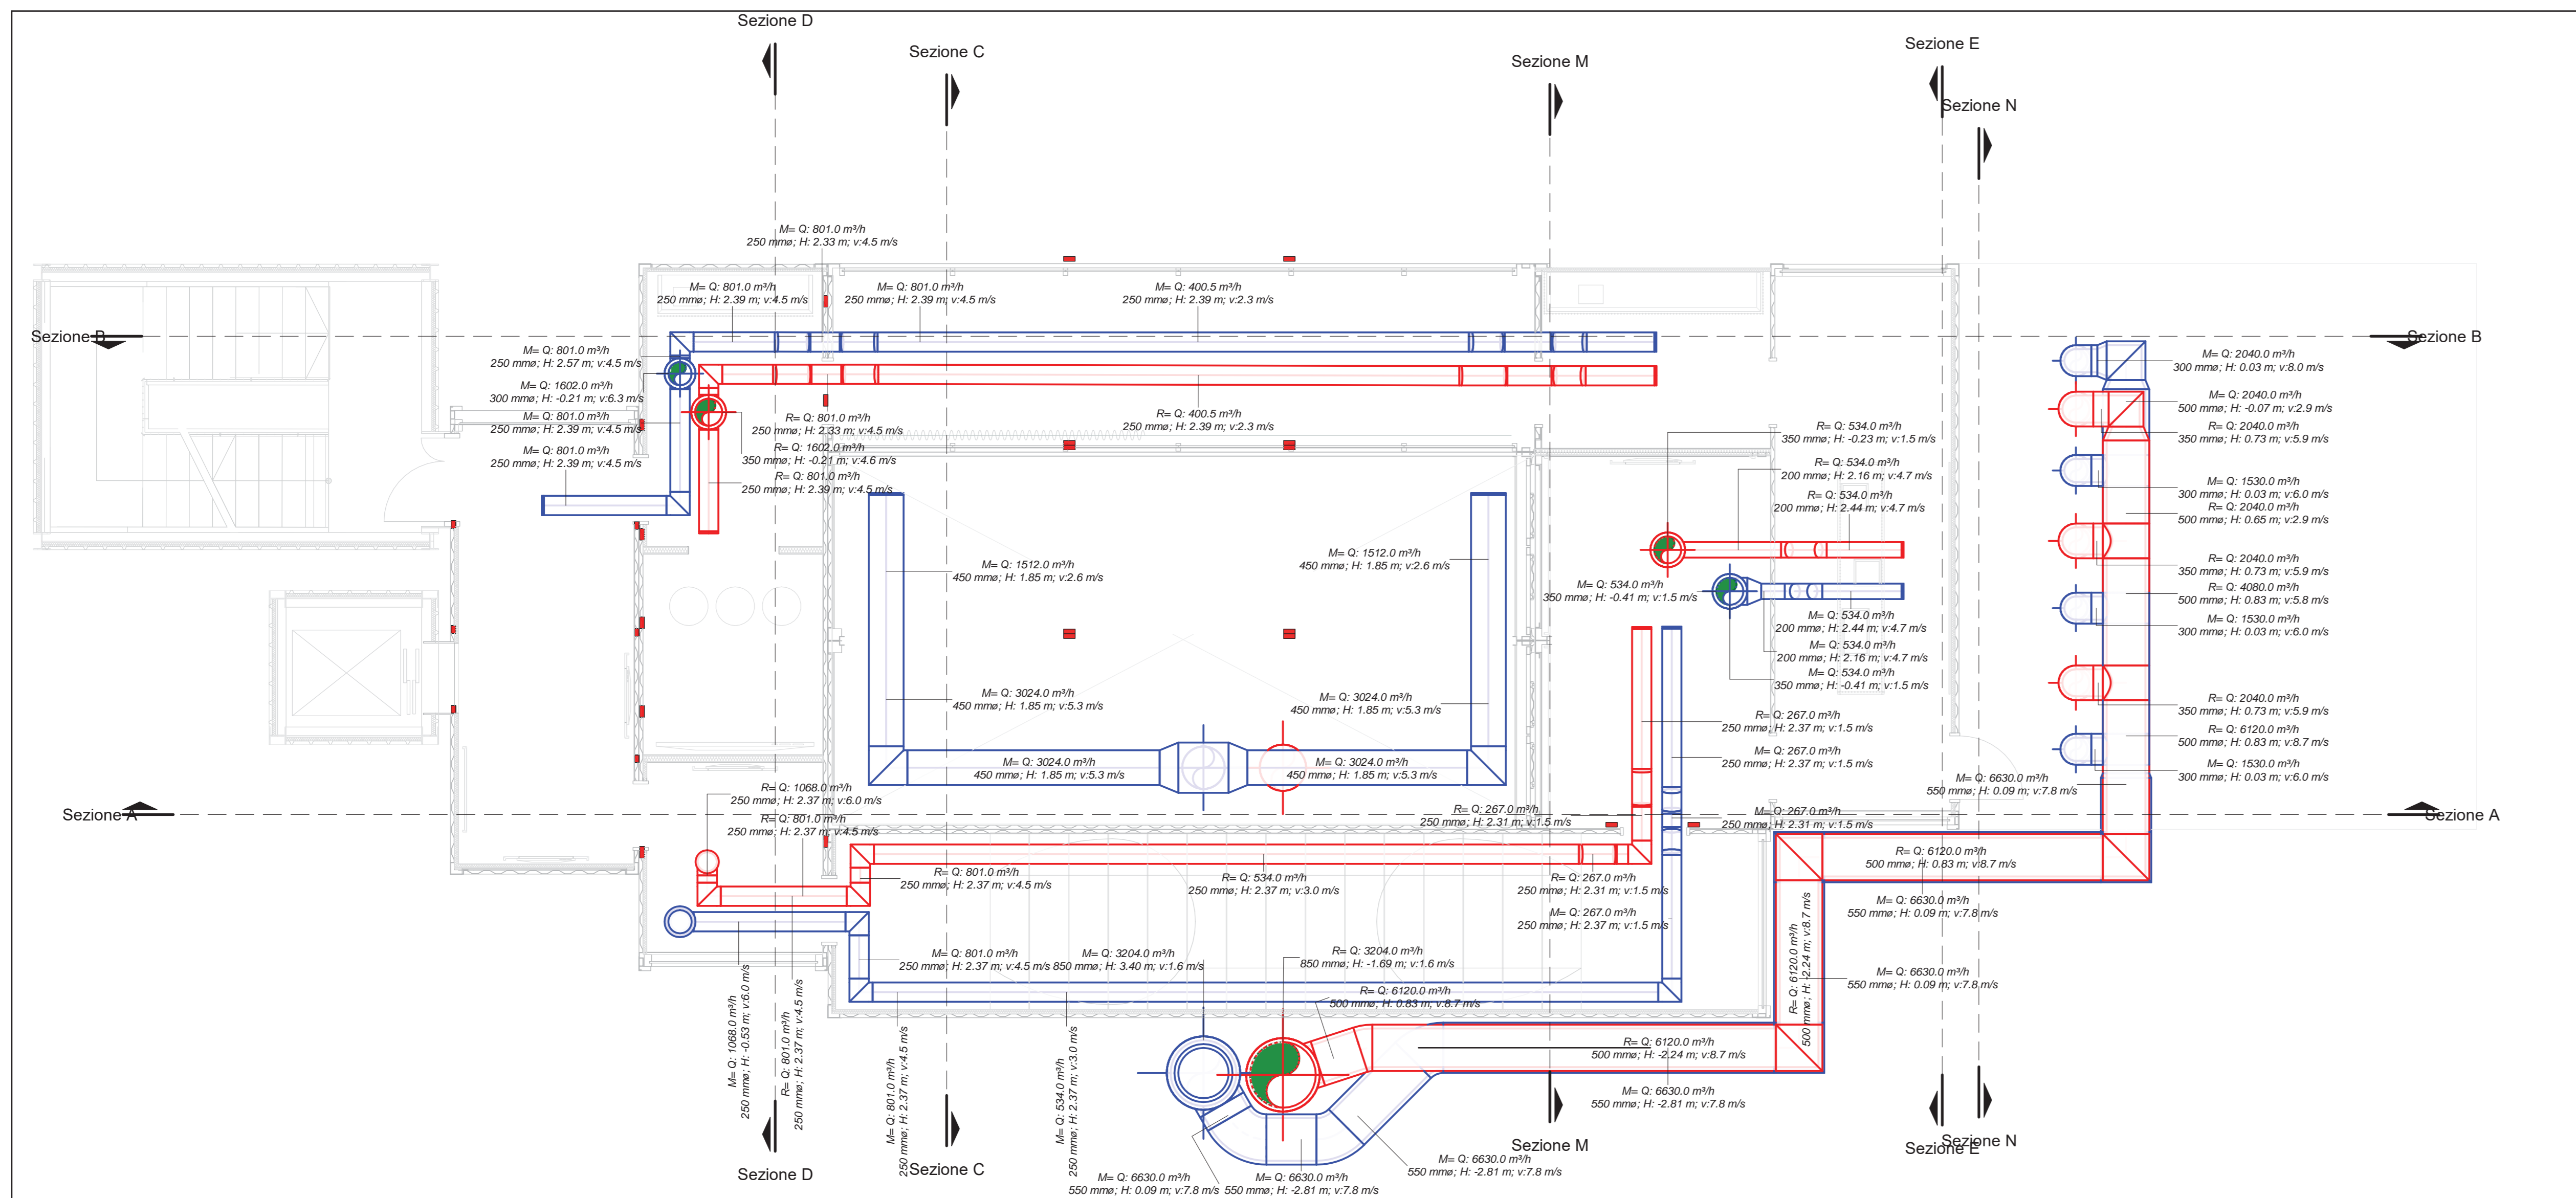 Sezione D
Sezione C
Sezione M
Sezione E
Sezione N
M= Q: 801.0 m³/h
250 mmø; H: 2.33 m; v:4.5 m/s
M= Q: 801.0 m³/h
250 mmø; H: 2.39 m; v:4.5 m/s
M= Q: 801.0 m³/h
250 mmø; H: 2.39 m; v:4.5 m/s
M= Q: 400.5 m³/h
250 mmø; H: 2.39 m; v:2.3 m/s
Sezione B
Sezione B
M= Q: 801.0 m³/h
250 mmø; H: 2.57 m; v:4.5 m/s
M= Q: 1602.0 m³/h
300 mmø; H: -0.21 m; v:6.3 m/s
M= Q: 801.0 m³/h
250 mmø; H: 2.39 m; v:4.5 m/s
M= Q: 801.0 m³/h
250 mmø; H: 2.39 m; v:4.5 m/s
R= Q: 801.0 m³/h
250 mmø; H: 2.33 m; v:4.5 m/s
R= Q: 1602.0 m³/h
350 mmø; H: -0.21 m; v:4.6 m/s
R= Q: 801.0 m³/h
250 mmø; H: 2.39 m; v:4.5 m/s
R= Q: 400.5 m³/h
250 mmø; H: 2.39 m; v:2.3 m/s
R= Q: 534.0 m³/h
350 mmø; H: -0.23 m; v:1.5 m/s
R= Q: 534.0 m³/h
200 mmø; H: 2.16 m; v:4.7 m/s
R= Q: 534.0 m³/h
200 mmø; H: 2.44 m; v:4.7 m/s
M= Q: 2040.0 m³/h
300 mmø; H: 0.03 m; v:8.0 m/s
M= Q: 2040.0 m³/h
500 mmø; H: -0.07 m; v:2.9 m/s
R= Q: 2040.0 m³/h
350 mmø; H: 0.73 m; v:5.9 m/s
M= Q: 1530.0 m³/h
300 mmø; H: 0.03 m; v:6.0 m/s
R= Q: 2040.0 m³/h
500 mmø; H: 0.65 m; v:2.9 m/s
R= Q: 2040.0 m³/h
350 mmø; H: 0.73 m; v:5.9 m/s
R= Q: 4080.0 m³/h
500 mmø; H: 0.83 m; v:5.8 m/s
M= Q: 1530.0 m³/h
300 mmø; H: 0.03 m; v:6.0 m/s
R= Q: 2040.0 m³/h
350 mmø; H: 0.73 m; v:5.9 m/s
R= Q: 6120.0 m³/h
500 mmø; H: 0.83 m; v:8.7 m/s
M= Q: 1530.0 m³/h
300 mmø; H: 0.03 m; v:6.0 m/s
M= Q: 1512.0 m³/h
450 mmø; H: 1.85 m; v:2.6 m/s
M= Q: 1512.0 m³/h
450 mmø; H: 1.85 m; v:2.6 m/s
M= Q: 534.0 m³/h
350 mmø; H: -0.41 m; v:1.5 m/s
M= Q: 534.0 m³/h
200 mmø; H: 2.44 m; v:4.7 m/s
M= Q: 534.0 m³/h
200 mmø; H: 2.16 m; v:4.7 m/s
M= Q: 534.0 m³/h
350 mmø; H: -0.41 m; v:1.5 m/s
M= Q: 3024.0 m³/h
450 mmø; H: 1.85 m; v:5.3 m/s
M= Q: 3024.0 m³/h
450 mmø; H: 1.85 m; v:5.3 m/s
R= Q: 267.0 m³/h
250 mmø; H: 2.37 m; v:1.5 m/s
M= Q: 267.0 m³/h
250 mmø; H: 2.37 m; v:1.5 m/s
M= Q: 3024.0 m³/h
450 mmø; H: 1.85 m; v:5.3 m/s
M= Q: 3024.0 m³/h
450 mmø; H: 1.85 m; v:5.3 m/s
M= Q: 6630.0 m³/h
550 mmø; H: 0.09 m; v:7.8 m/s
R= Q: 1068.0 m³/h
250 mmø; H: 2.37 m; v:6.0 m/s
R= Q: 801.0 m³/h
250 mmø; H: 2.37 m; v:4.5 m/s
R= Q: 267.0 m³/h
250 mmø; H: 2.31 m; v:1.5 m/s
M= Q: 267.0 m³/h
250 mmø; H: 2.31 m; v:1.5 m/s
Sezione A
Sezione A
R= Q: 801.0 m³/h
250 mmø; H: 2.37 m; v:4.5 m/s
R= Q: 534.0 m³/h
250 mmø; H: 2.37 m; v:3.0 m/s
R= Q: 267.0 m³/h
250 mmø; H: 2.31 m; v:1.5 m/s
M= Q: 267.0 m³/h
250 mmø; H: 2.37 m; v:1.5 m/s
R= Q: 6120.0 m³/h
500 mmø; H: 0.83 m; v:8.7 m/s
M= Q: 6630.0 m³/h
550 mmø; H: 0.09 m; v:7.8 m/s
R= Q: 6120.0 m³/h
500 mmø; H: -2.24 m; v:8.7 m/s
M= Q: 6630.0 m³/h
550 mmø; H: 0.09 m; v:7.8 m/s
M= Q: 801.0 m³/h
250 mmø; H: 2.37 m; v:4.5 m/s
M= Q: 3204.0 m³/h
850 mmø; H: 3.40 m; v:1.6 m/s
R= Q: 3204.0 m³/h
850 mmø; H: -1.69 m; v:1.6 m/s
R= Q: 6120.0 m³/h
500 mmø; H: 0.83 m; v:8.7 m/s
M= Q: 1068.0 m³/h
250 mmø; H: -0.53 m; v:6.0 m/s
R= Q: 801.0 m³/h
250 mmø; H: 2.37 m; v:4.5 m/s
M= Q: 801.0 m³/h
250 mmø; H: 2.37 m; v:4.5 m/s
M= Q: 534.0 m³/h
250 mmø; H: 2.37 m; v:3.0 m/s
R= Q: 6120.0 m³/h
500 mmø; H: -2.24 m; v:8.7 m/s
M= Q: 6630.0 m³/h
550 mmø; H: -2.81 m; v:7.8 m/s
M= Q: 6630.0 m³/h
550 mmø; H: -2.81 m; v:7.8 m/s
M= Q: 6630.0 m³/h
550 mmø; H: 0.09 m; v:7.8 m/s
M= Q: 6630.0 m³/h
550 mmø; H: -2.81 m; v:7.8 m/s
Sezione D
Sezione C
Sezione M
Sezione E
Sezione N